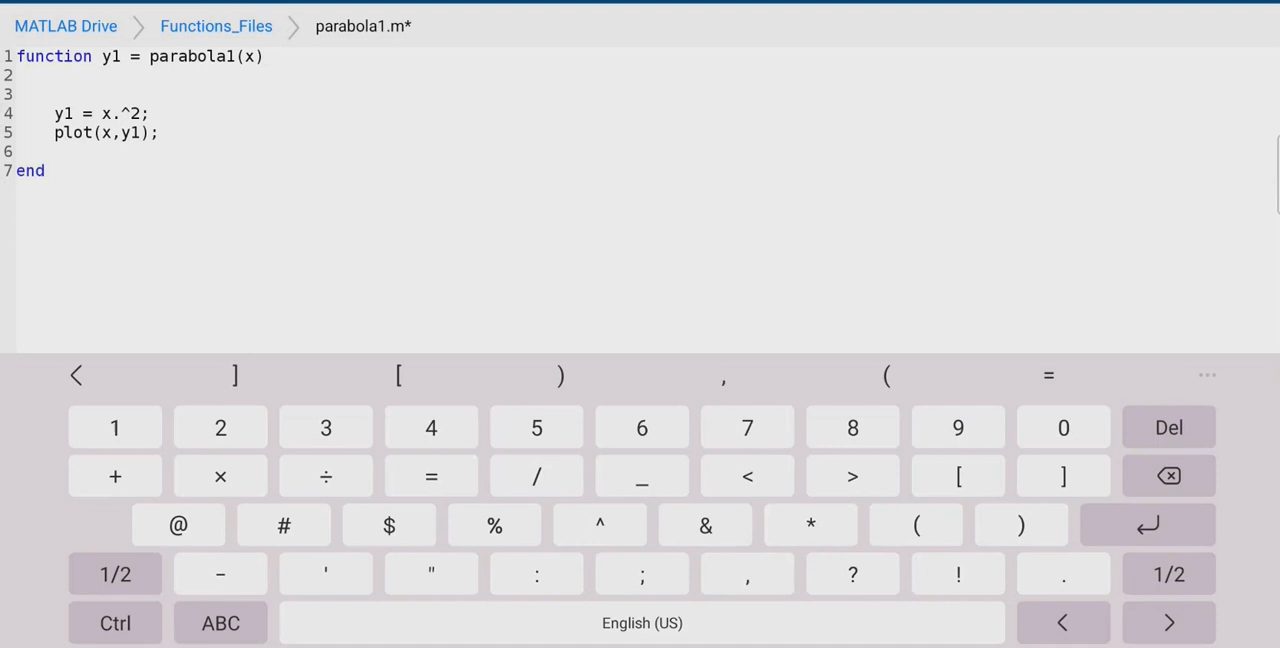 MATLAB Drive > Functions_Files > parabola1.m*
1 function y1 = parabola1(x)
2
3
4     y1 = x.^2;
5     plot(x,y1);
6
7 end
< ] [ ) , ( = ...
1 2 3 4 5 6 7 8 9 0 Del
+ × ÷ = / _ < > [ ]
@ # $ % ^ & * ( )
1/2 - ' " : ; , ? ! . 1/2
Ctrl ABC English (US) < >